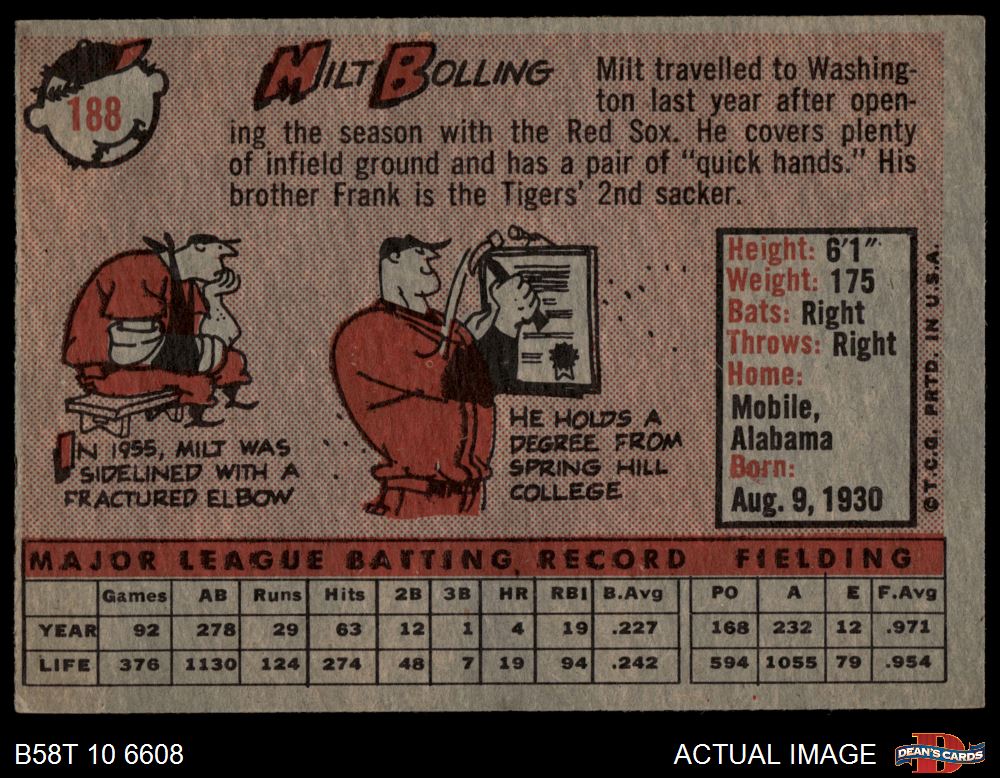 188
MILT BOLLING
Milt travelled to Washing-
ton last year after open-
ing the season with the Red Sox. He covers plenty
of infield ground and has a pair of “quick hands.” His
brother Frank is the Tigers’ 2nd sacker.
IN 1955, MILT WAS
SIDELINED WITH A
FRACTURED ELBOW
HE HOLDS A
DEGREE FROM
SPRING HILL
COLLEGE
Height: 6’1”
Weight: 175
Bats: Right
Throws: Right
Home:
Mobile,
Alabama
Born:
Aug. 9, 1930
© T.C.G. PRTD. IN U.S.A.
MAJOR LEAGUE BATTING RECORD FIELDING
Games AB Runs Hits 2B 3B HR RBI B.Avg PO A E F.Avg
YEAR 92 278 29 63 12 1 4 19 .227 168 232 12 .971
LIFE 376 1130 124 274 48 7 19 94 .242 594 1055 79 .954
B58T 10 6608
ACTUAL IMAGE
D
DEAN'S CARDS